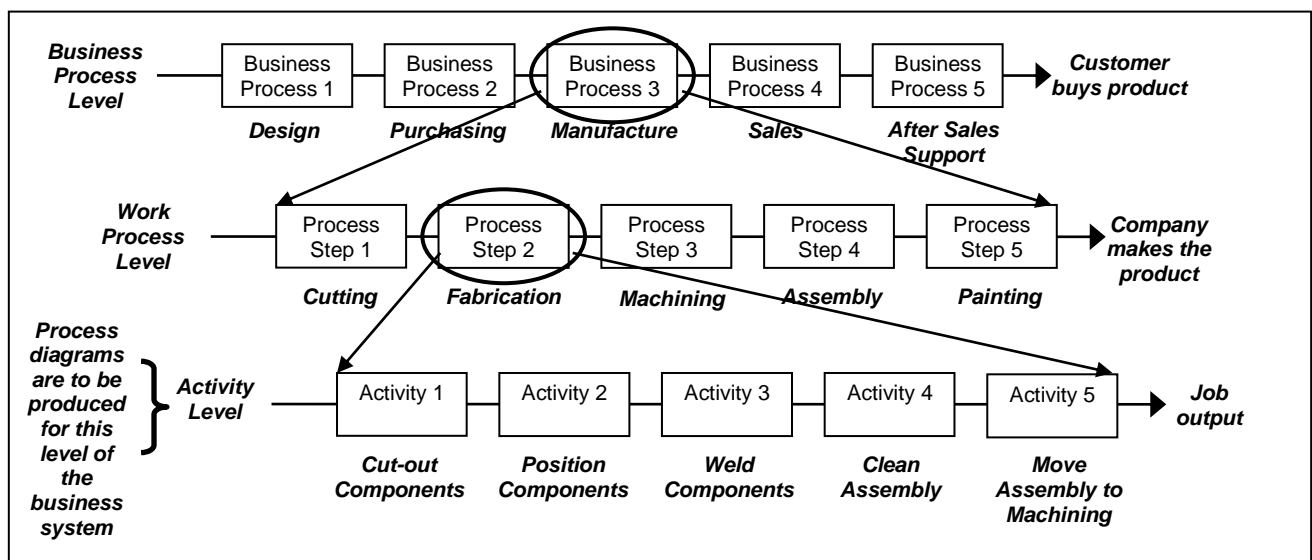 Business
Process
Level
Business
Process 1
Business
Process 2
Business
Process 3
Business
Process 4
Business
Process 5
Customer
buys product
Design
Purchasing
Manufacture
Sales
After Sales
Support
Work
Process
Level
Process
Step 1
Process
Step 2
Process
Step 3
Process
Step 4
Process
Step 5
Company
makes the
product
Cutting
Fabrication
Machining
Assembly
Painting
Process
diagrams
are to be
produced
for this
level of
the
business
system
Activity
Level
Activity 1
Activity 2
Activity 3
Activity 4
Activity 5
Job
output
Cut-out
Components
Position
Components
Weld
Components
Clean
Assembly
Move
Assembly to
Machining